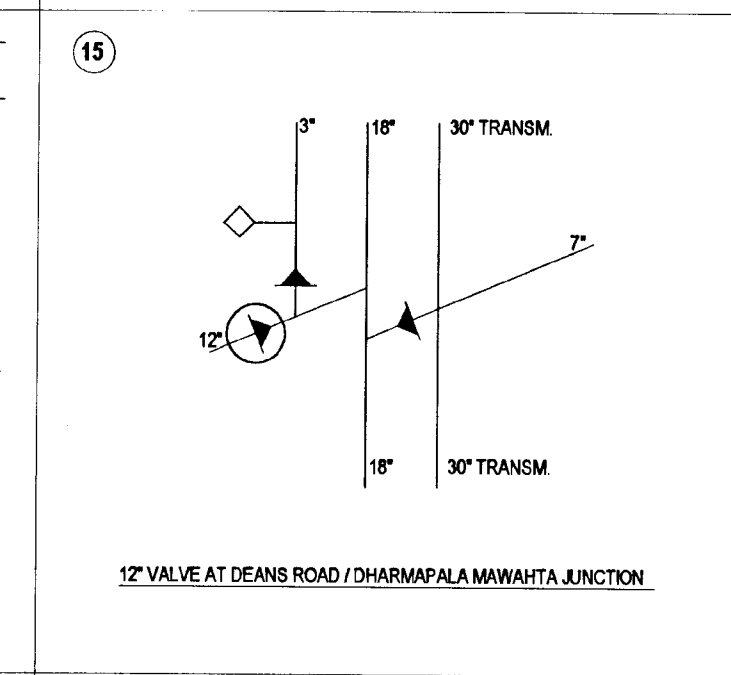 15
3"
18"
30" TRANSM.
7"
12"
18"
30" TRANSM.
12" VALVE AT DEANS ROAD / DHARMAPALA MAWAHTA JUNCTION